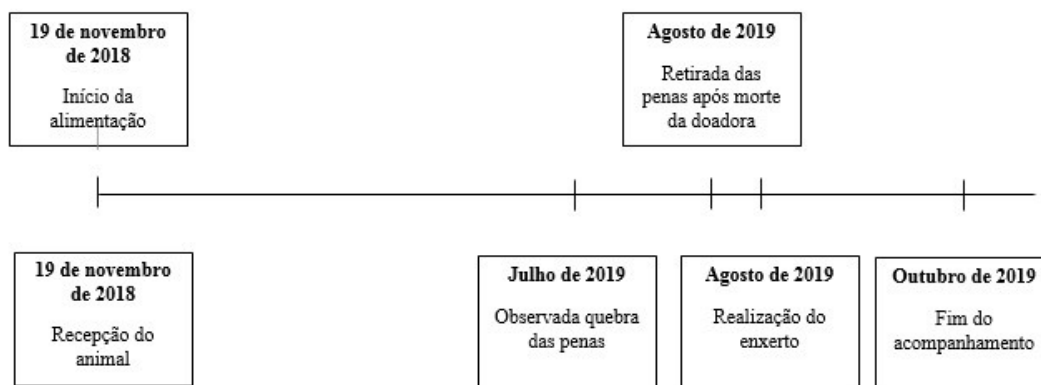 19 de novembro
de 2018
Início da
alimentação
Agosto de 2019
Retirada das
penas após morte
da doadora
19 de novembro
de 2018
Recepção do
animal
Julho de 2019
Observada quebra
das penas
Agosto de 2019
Realização do
enxerto
Outubro de 2019
Fim do
acompanhamento